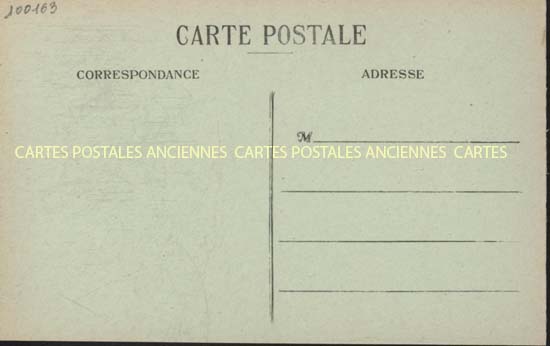 100163
CARTE POSTALE
CORRESPONDANCE
ADRESSE
M
CARTES POSTALES ANCIENNES CARTES POSTALES ANCIENNES CARTES